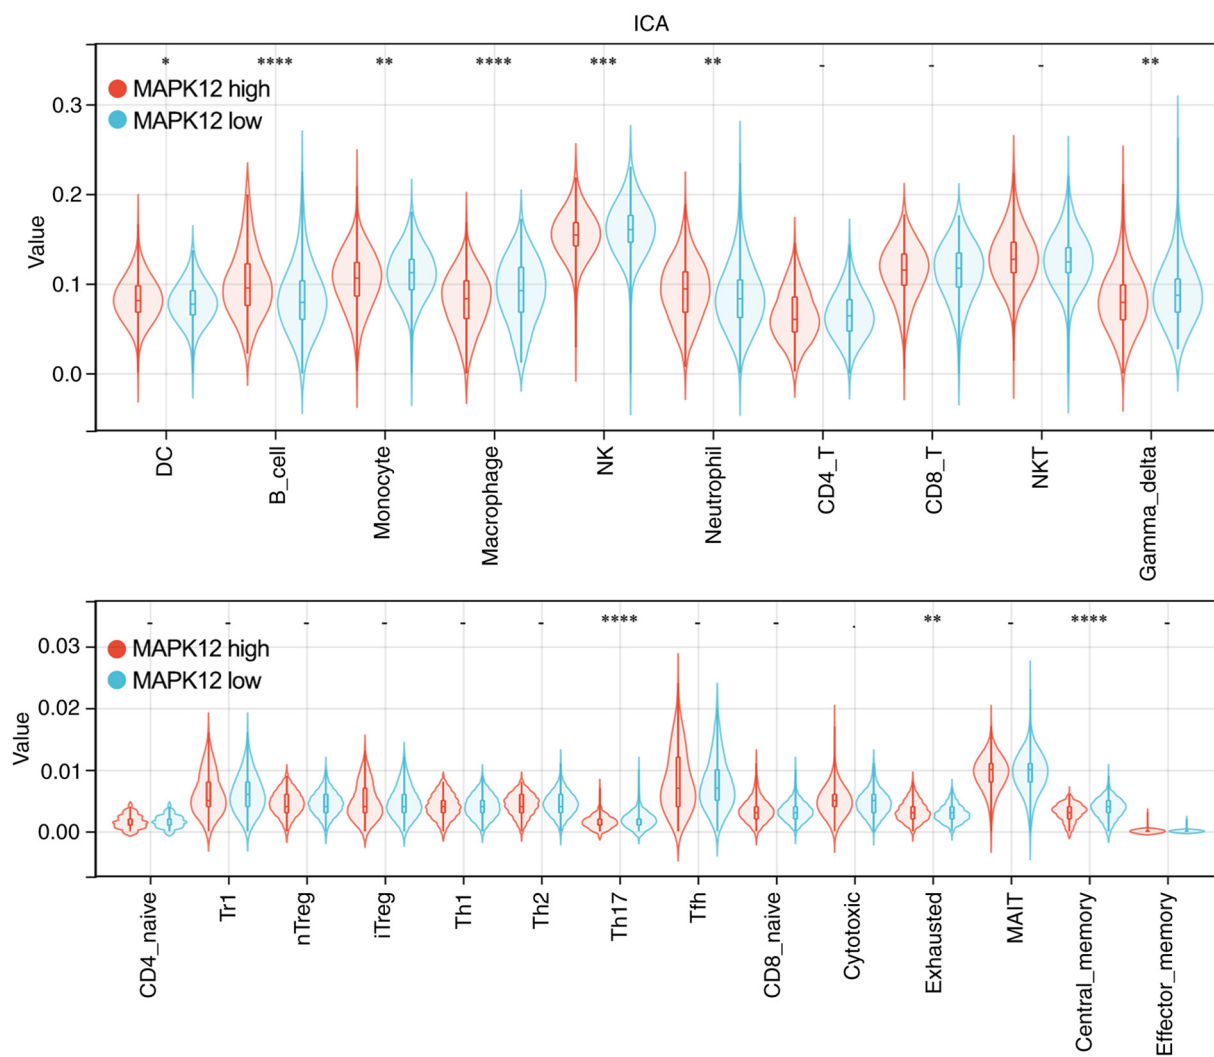 ICA
* **** ** **** *** ** - - - **
MAPK12 high
MAPK12 low
Value
0.3
0.2
0.1
0.0
DC
B_cell
Monocyte
Macrophage
NK
Neutrophil
CD4_T
CD8_T
NKT
Gamma_delta
- - - - - - **** - - . ** - **** -
MAPK12 high
MAPK12 low
Value
0.03
0.02
0.01
0.00
CD4_naive
Tr1
nTreg
iTreg
Th1
Th2
Th17
Tfh
CD8_naive
Cytotoxic
Exhausted
MAIT
Central_memory
Effector_memory